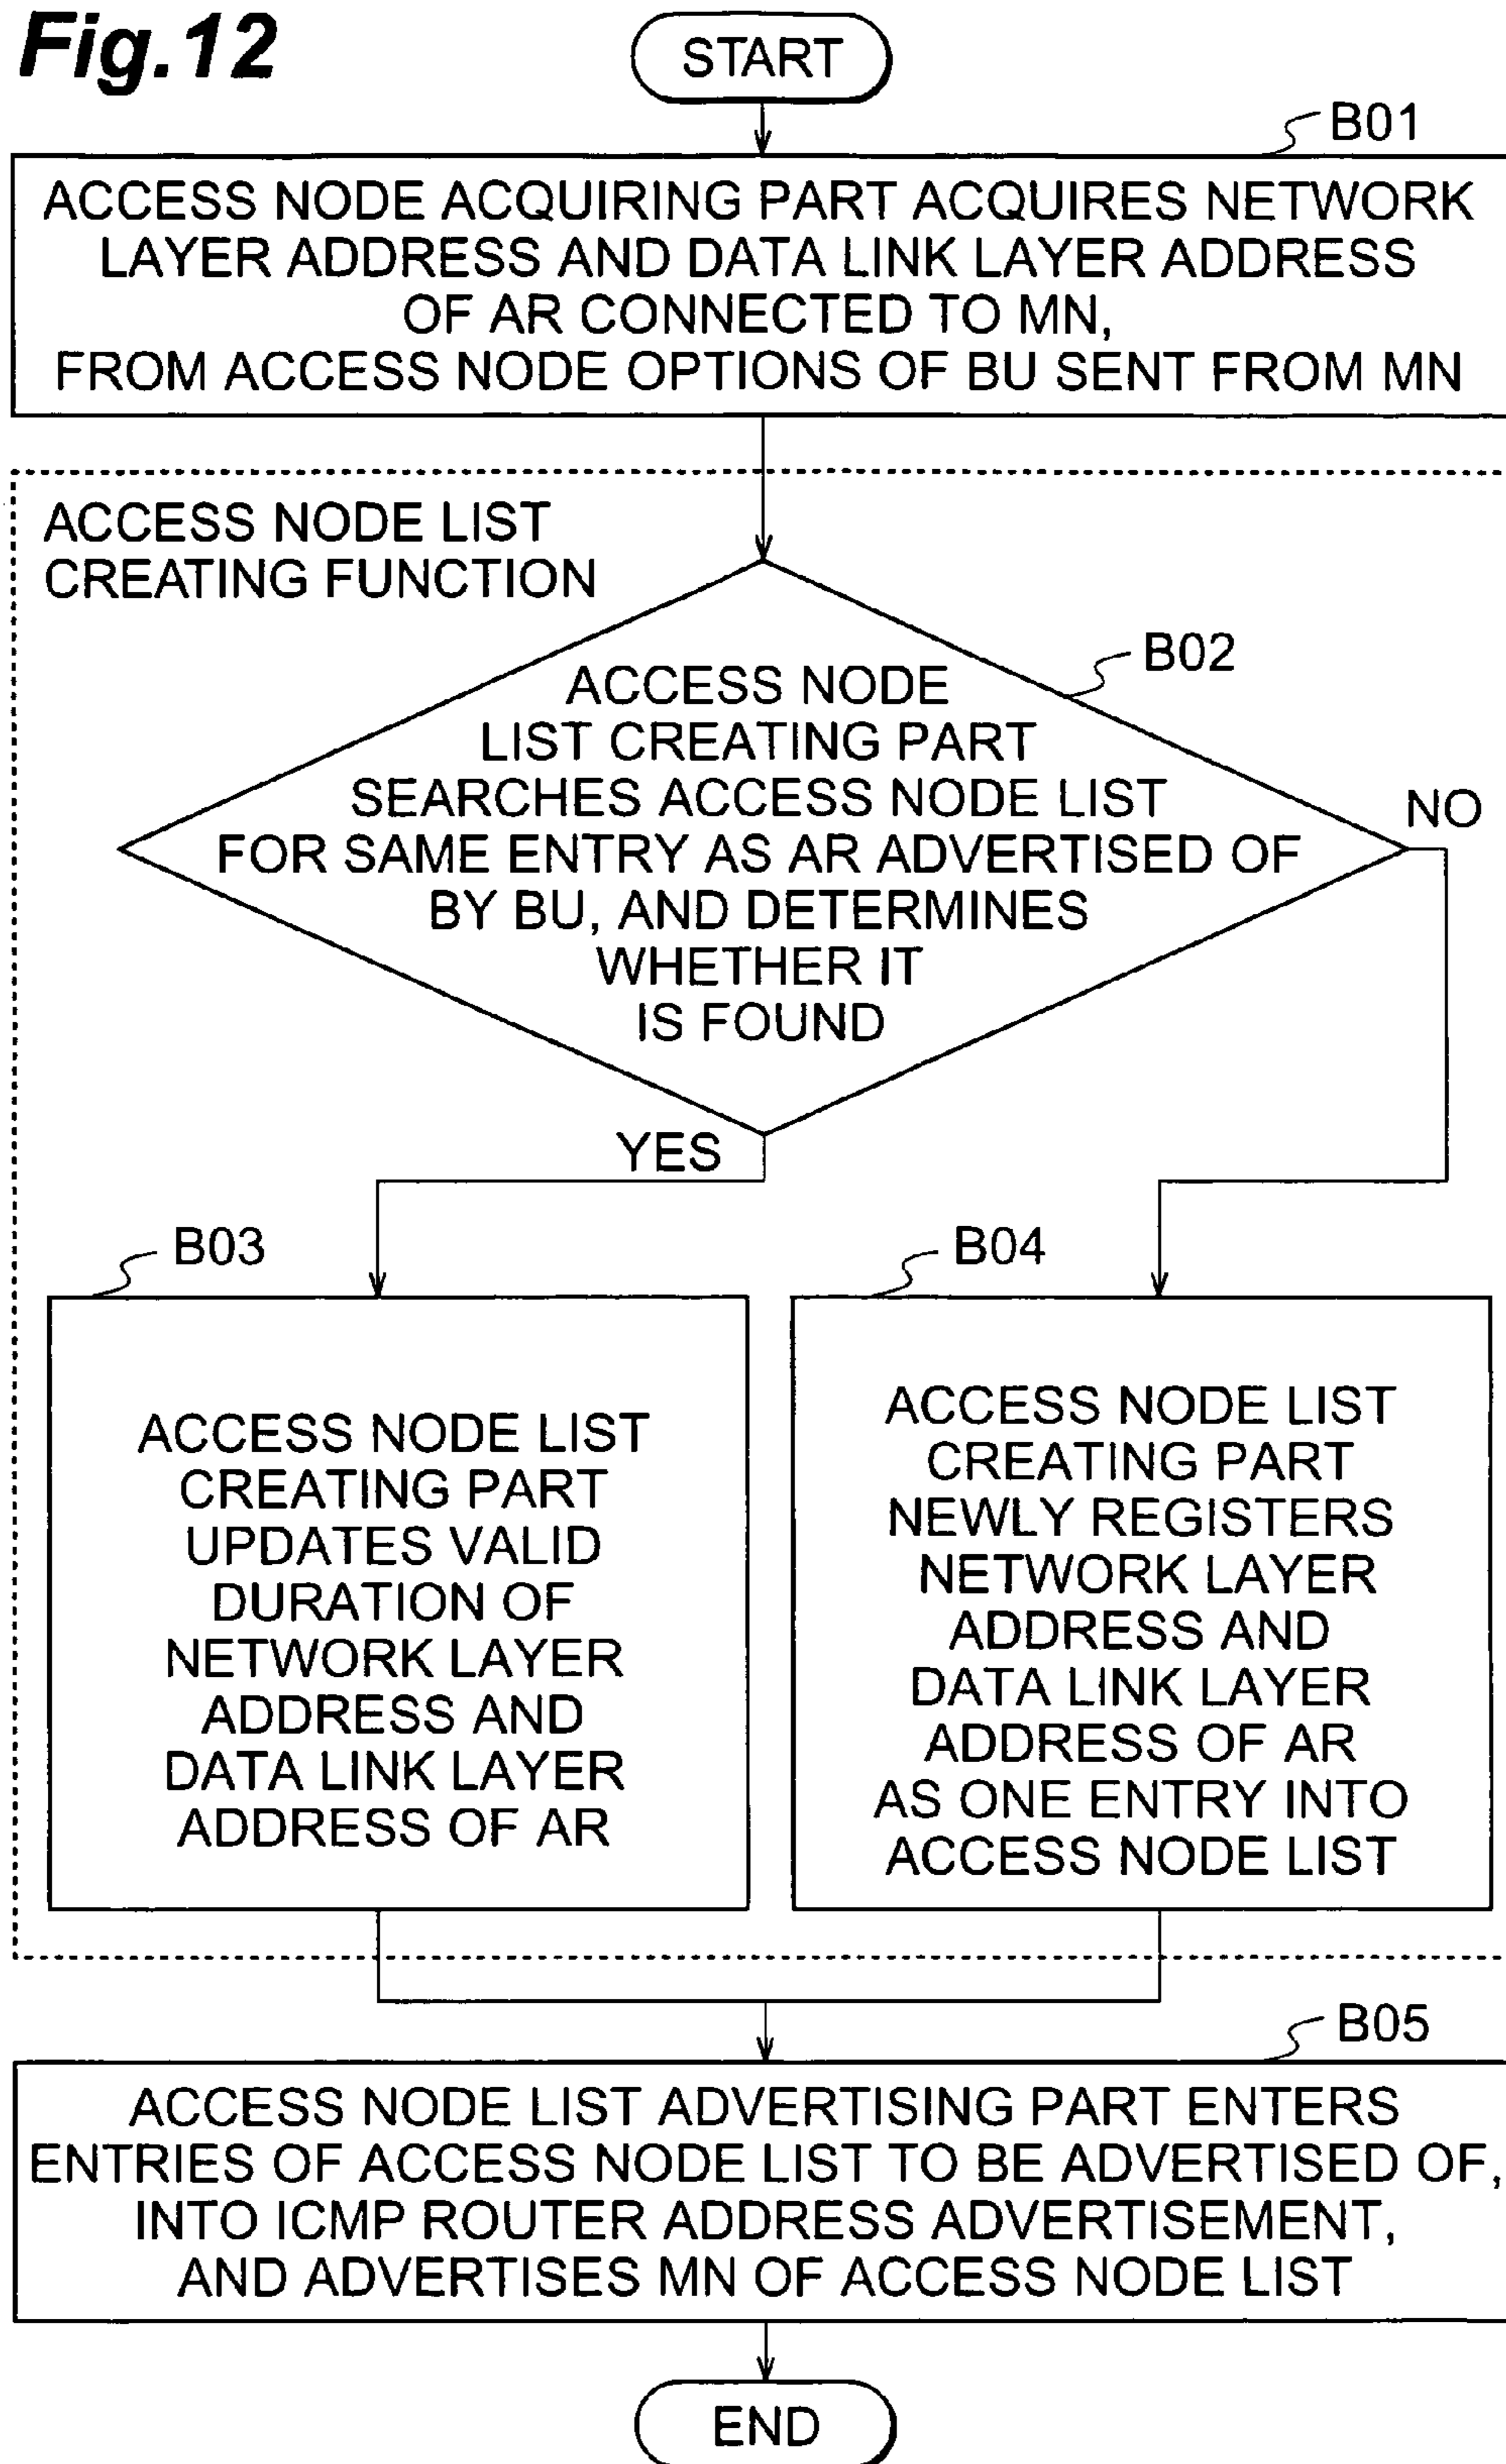 Fig.12
START
B01
ACCESS NODE ACQUIRING PART ACQUIRES NETWORK
LAYER ADDRESS AND DATA LINK LAYER ADDRESS
OF AR CONNECTED TO MN,
FROM ACCESS NODE OPTIONS OF BU SENT FROM MN
ACCESS NODE LIST
CREATING FUNCTION
B02
ACCESS NODE
LIST CREATING PART
SEARCHES ACCESS NODE LIST
FOR SAME ENTRY AS AR ADVERTISED OF
BY BU, AND DETERMINES
WHETHER IT
IS FOUND
NO
YES
B03
ACCESS NODE LIST
CREATING PART
UPDATES VALID
DURATION OF
NETWORK LAYER
ADDRESS AND
DATA LINK LAYER
ADDRESS OF AR
B04
ACCESS NODE LIST
CREATING PART
NEWLY REGISTERS
NETWORK LAYER
ADDRESS AND
DATA LINK LAYER
ADDRESS OF AR
AS ONE ENTRY INTO
ACCESS NODE LIST
B05
ACCESS NODE LIST ADVERTISING PART ENTERS
ENTRIES OF ACCESS NODE LIST TO BE ADVERTISED OF,
INTO ICMP ROUTER ADDRESS ADVERTISEMENT,
AND ADVERTISES MN OF ACCESS NODE LIST
END